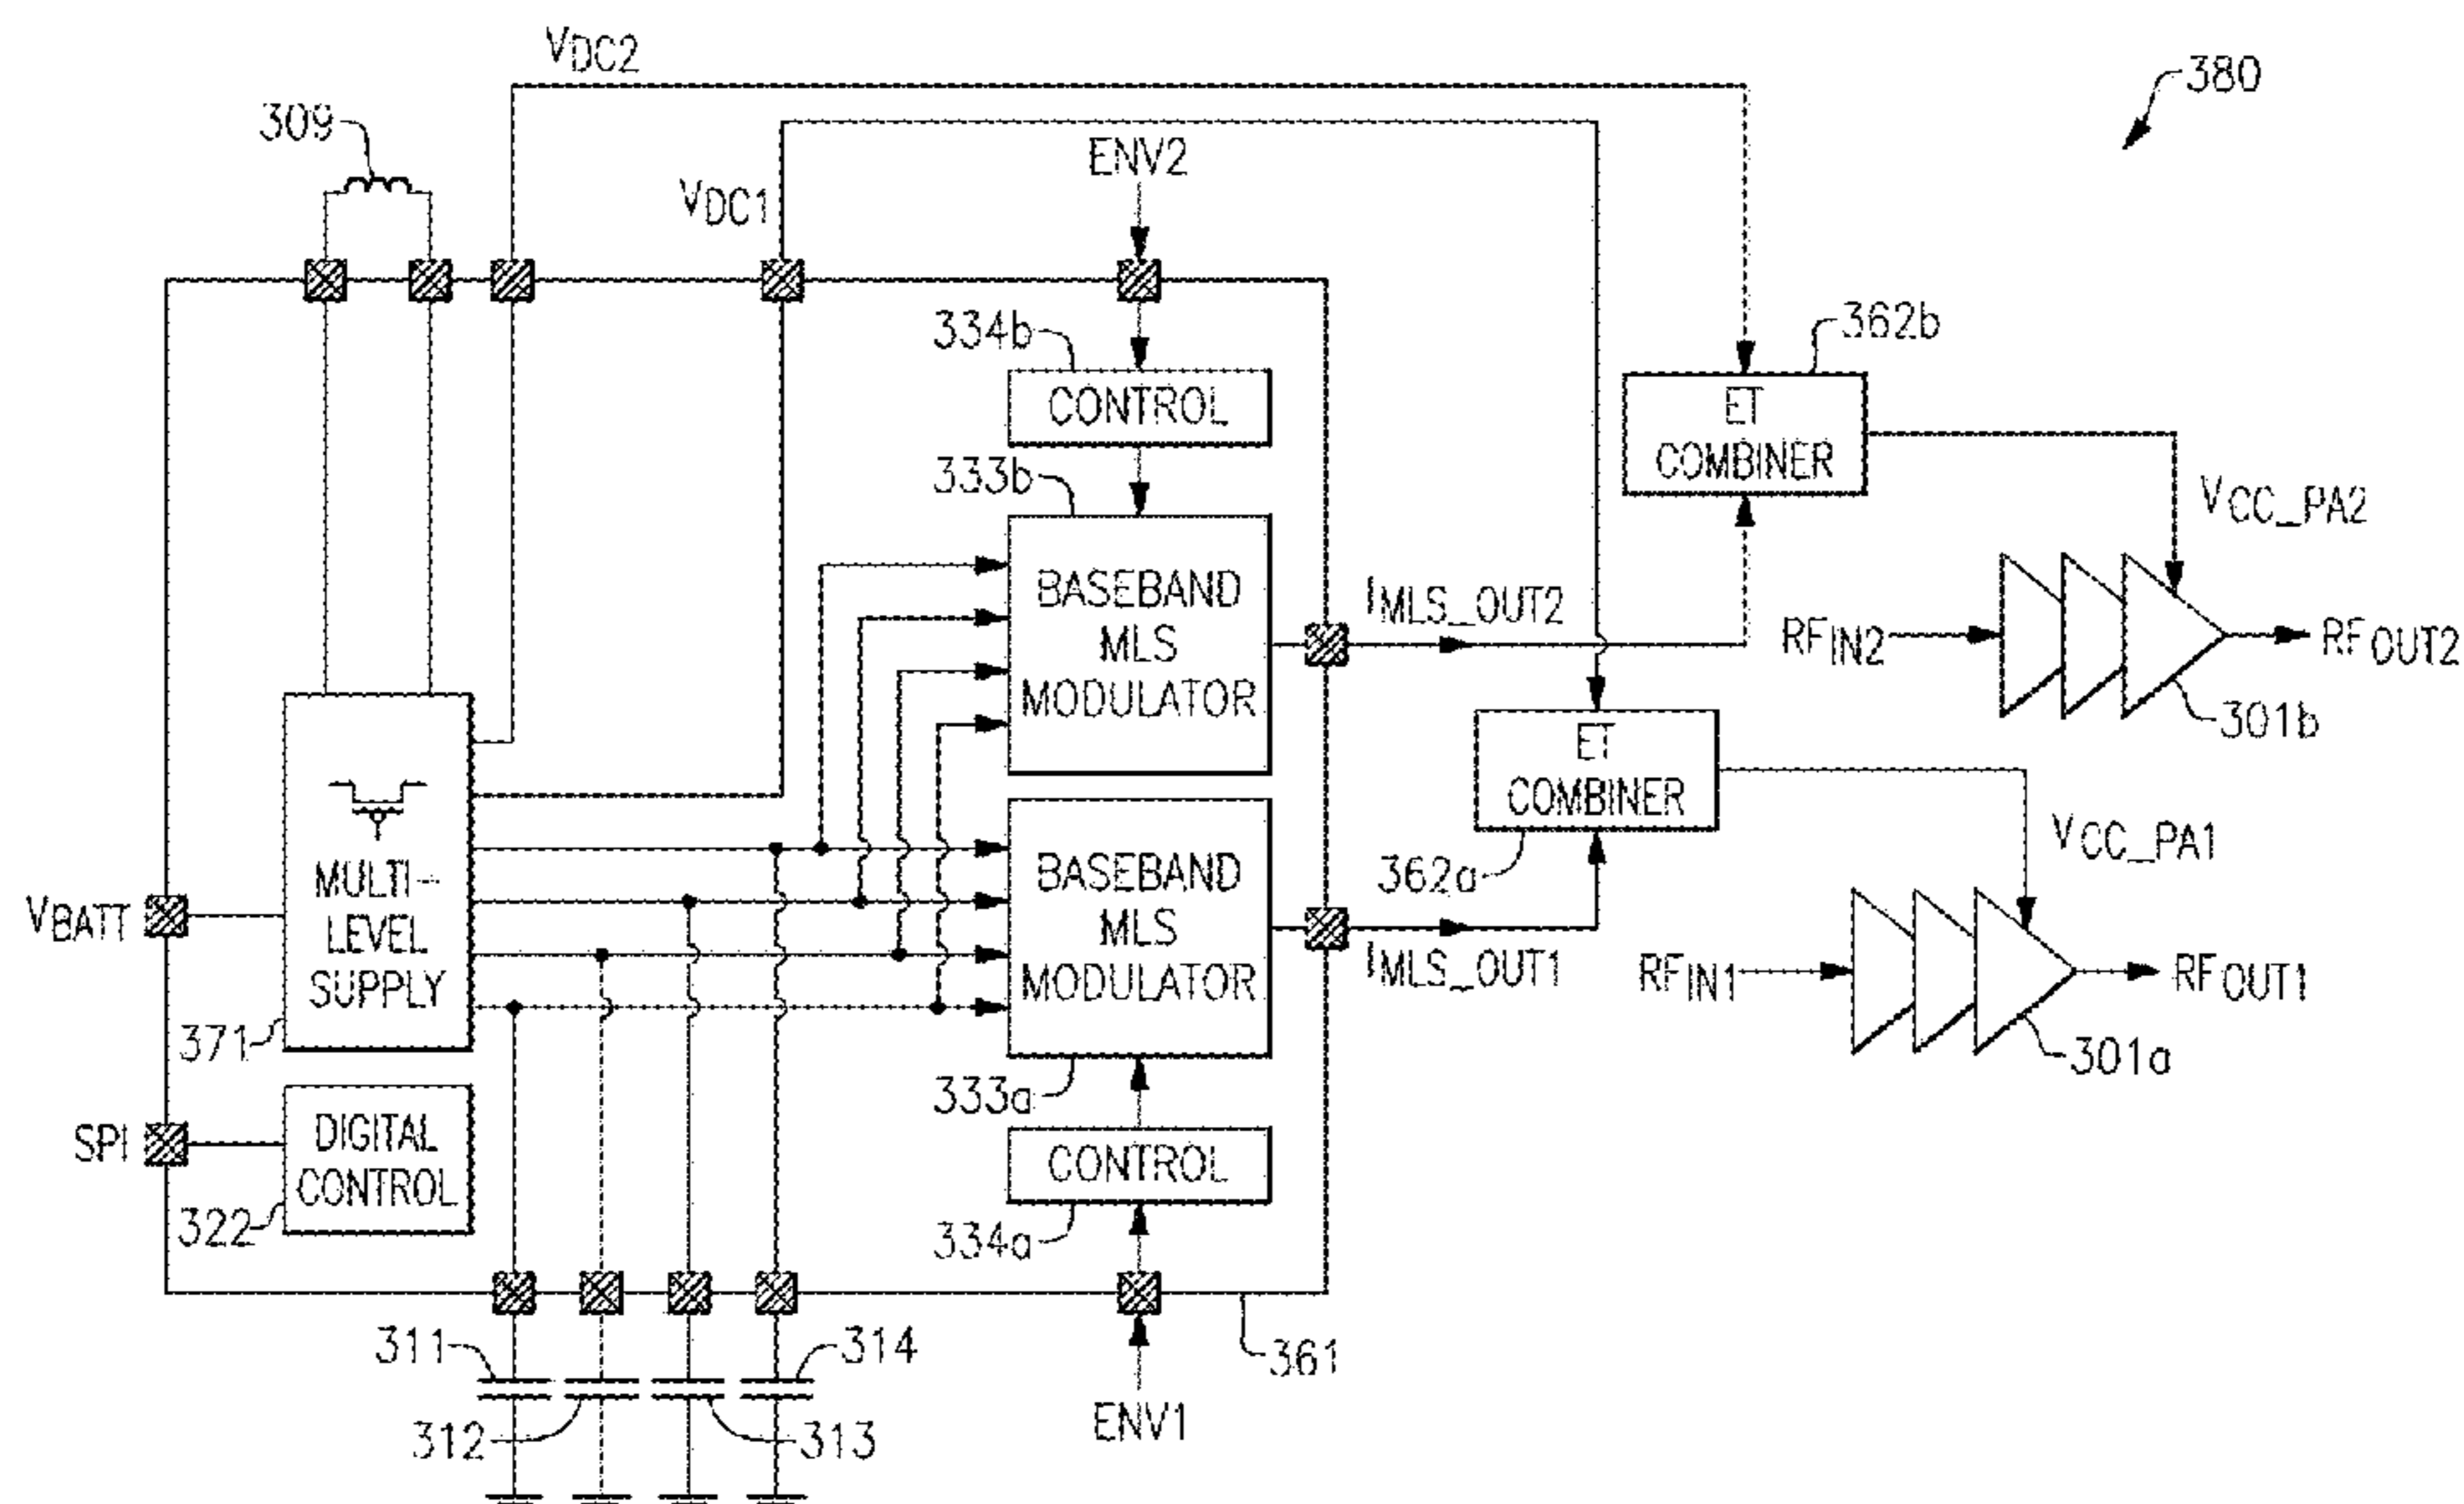 VDC2
380
309
ENV2
VDC1
334b
362b
CONTROL
ET
COMBINER
333b
VCC_PA2
BASEBAND
MLS
MODULATOR
IMLS_OUT2
RFIN2
RFOUT2
301b
ET
COMBINER
MULTI-
LEVEL
SUPPLY
BASEBAND
MLS
MODULATOR
362a
VCC_PA1
VBATT
IMLS_OUT1
RFIN1
RFOUT1
371
333a
301a
SPI
DIGITAL
CONTROL
CONTROL
322
334a
311
314
361
312
313
ENV1